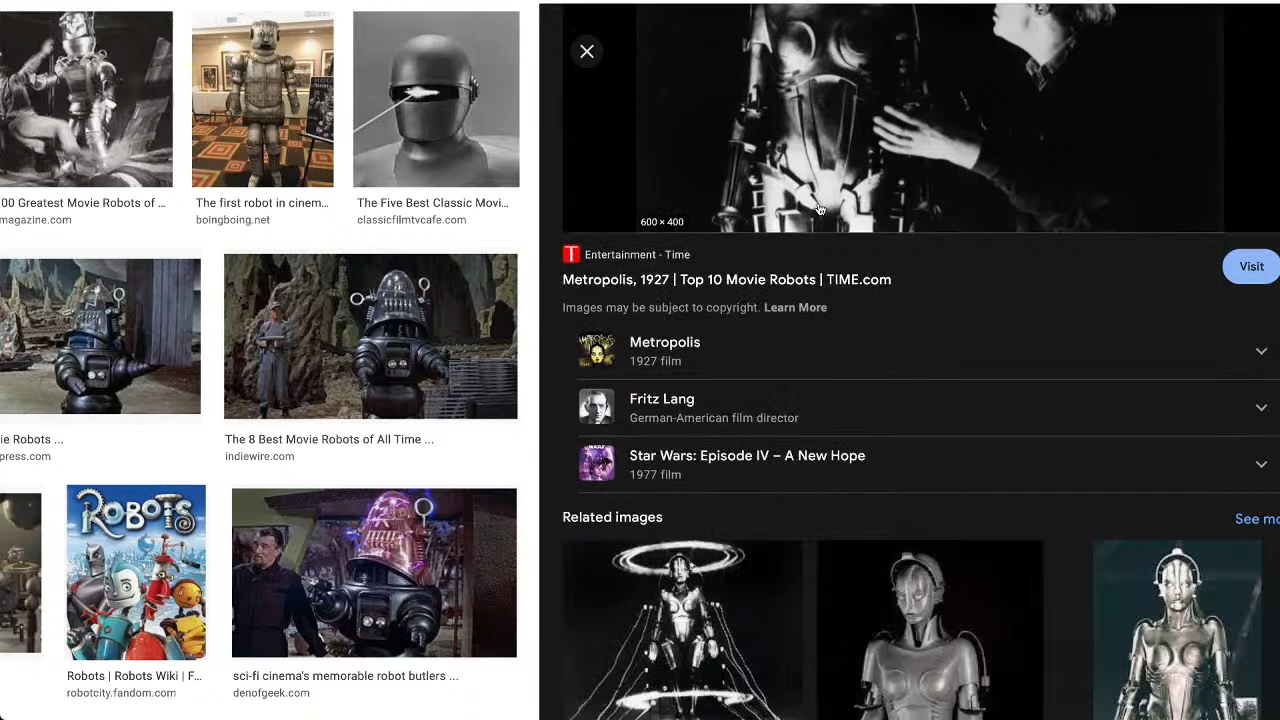 00 Greatest Movie Robots of ...
magazine.com
The first robot in cinem...
boingboing.net
The Five Best Classic Movi...
classicfilmtvcafe.com
ie Robots ...
press.com
The 8 Best Movie Robots of All Time ...
indiewire.com
ROBOTS
Robots | Robots Wiki | F...
robotcity.fandom.com
sci-fi cinema's memorable robot butlers ...
denofgeek.com
600 × 400
T Entertainment - Time
Metropolis, 1927 | Top 10 Movie Robots | TIME.com
Visit
Images may be subject to copyright. Learn More
Metropolis
1927 film
Fritz Lang
German-American film director
Star Wars: Episode IV – A New Hope
1977 film
Related images
See mo